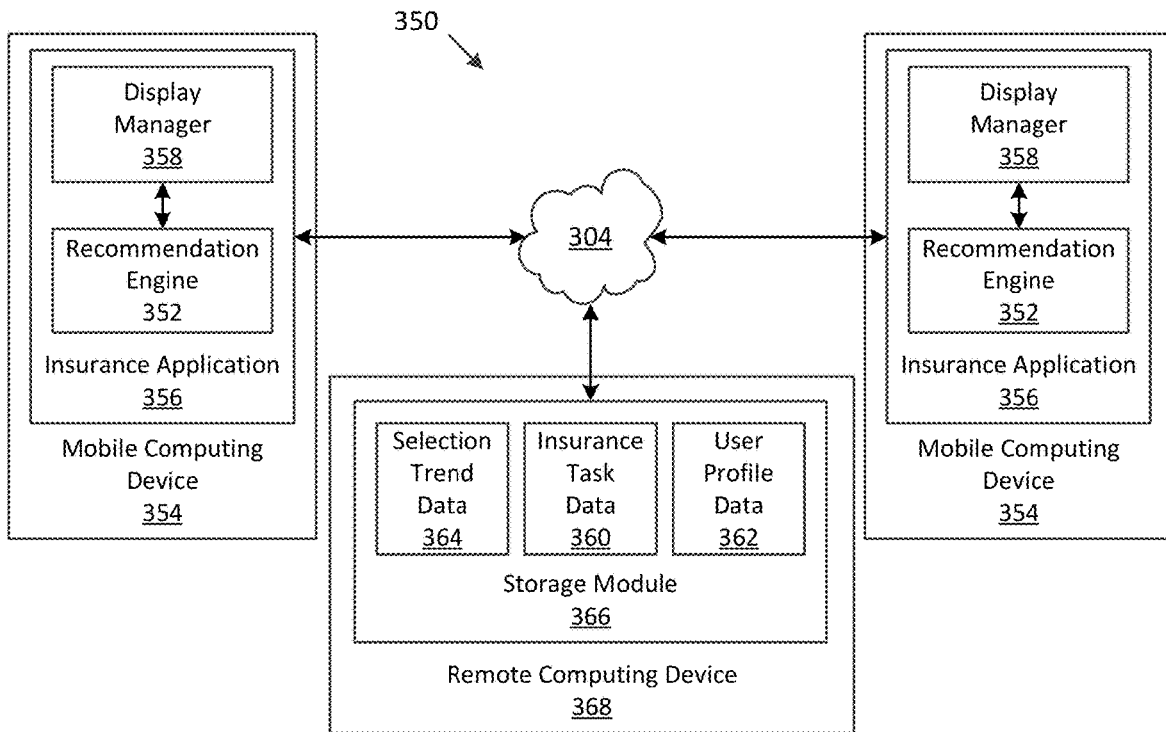 350
Display
Manager
358
Recommendation
Engine
352
Insurance Application
356
Mobile Computing
Device
354
304
Display
Manager
358
Recommendation
Engine
352
Insurance Application
356
Mobile Computing
Device
354
Selection
Trend
Data
364
Insurance
Task
Data
360
User
Profile
Data
362
Storage Module
366
Remote Computing Device
368